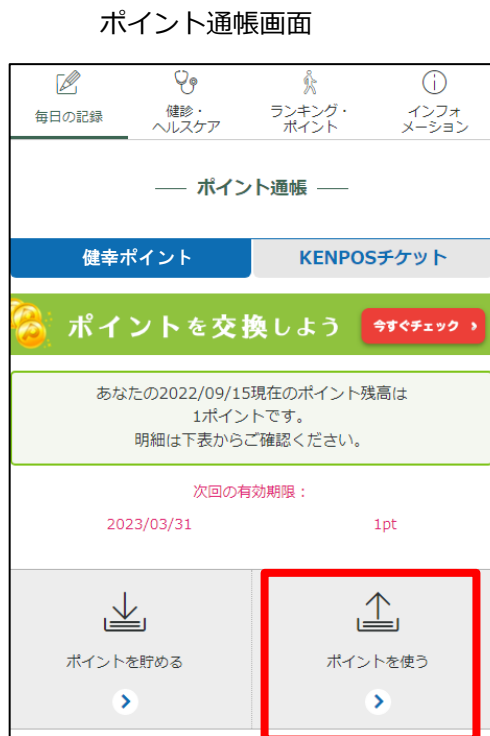 ポイント通帳画面
毎日の記録
健診・
ヘルスケア
ランキング・
ポイント
インフォ
メーション
ポイント通帳
健幸ポイント
KENPOSチケット
ポイントを交換しよう
今すぐチェック
あなたの2022/09/15現在のポイント残高は
1ポイントです。
明細は下表からご確認ください。
次回の有効期限：
2023/03/31 1pt
ポイントを貯める
ポイントを使う